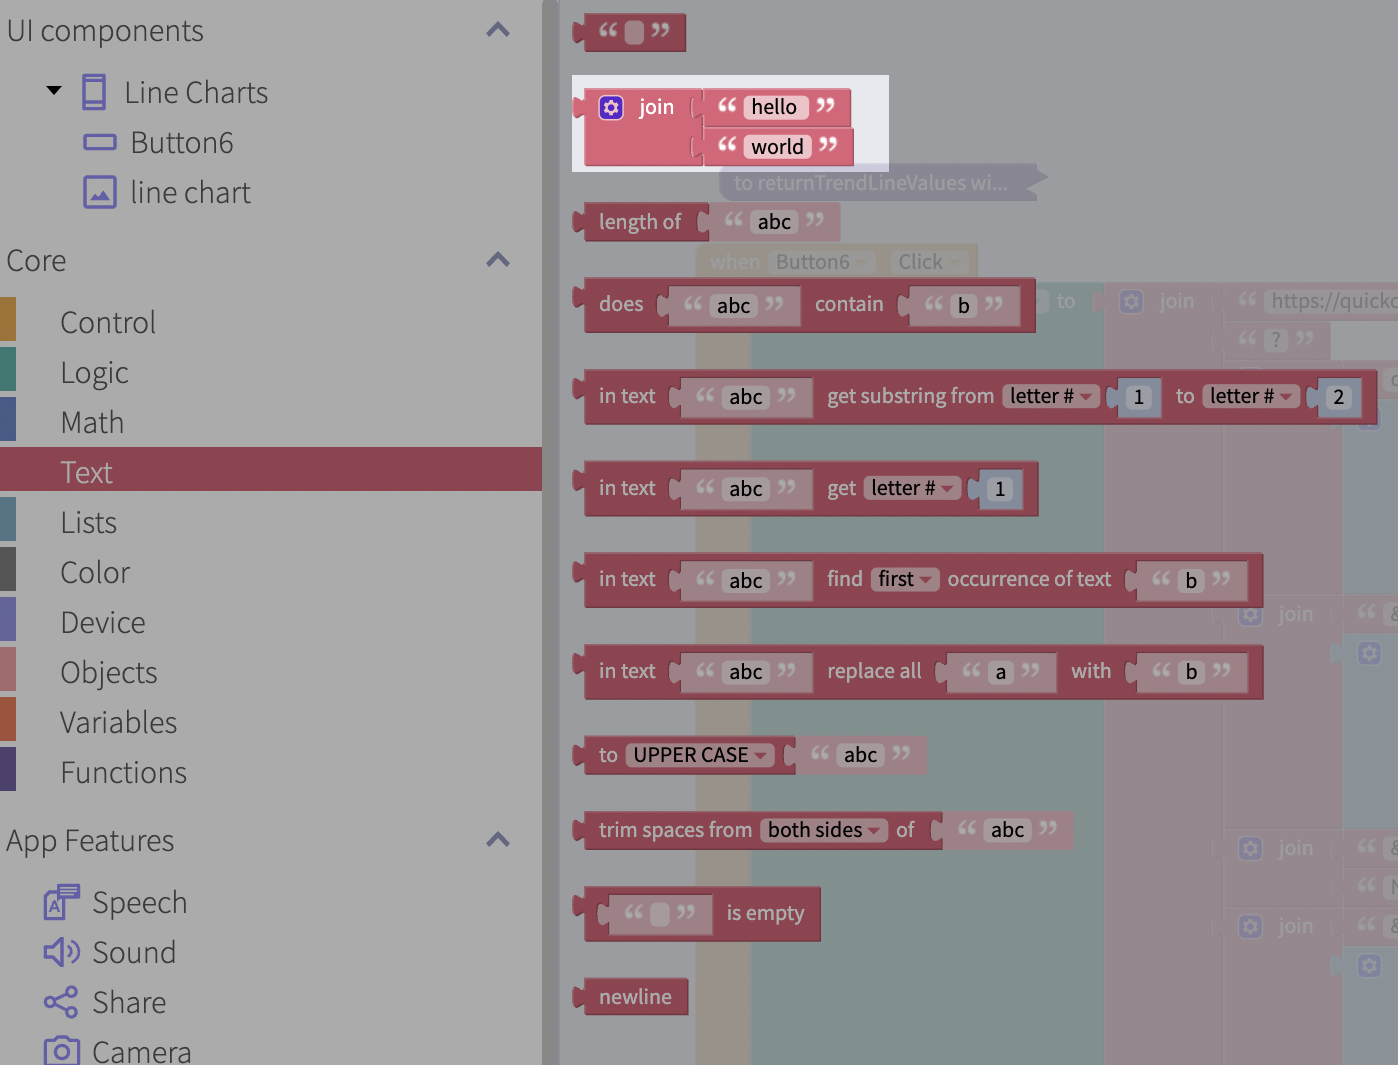 UI components
Line Charts
Button6
line chart
Core
Control
Logic
Math
Text
Lists
Color
Device
Objects
Variables
Functions
App Features
Speech
Sound
Share
Camera
“ ”
join “ hello ”
“ world ”
to returnTrendLineValues wi...
length of “ abc ”
when Button6 Click
does “ abc ” contain “ b ”
to join “ https://quickc
“ ? ”
in text “ abc ” get substring from letter # 1 to letter # 2
in text “ abc ” get letter # 1
in text “ abc ” find first occurrence of text “ b ”
join “ &
in text “ abc ” replace all “ a ” with “ b ”
to UPPER CASE “ abc ”
trim spaces from both sides of “ abc ”
join “ &
“ ” is empty
join “ &
newline